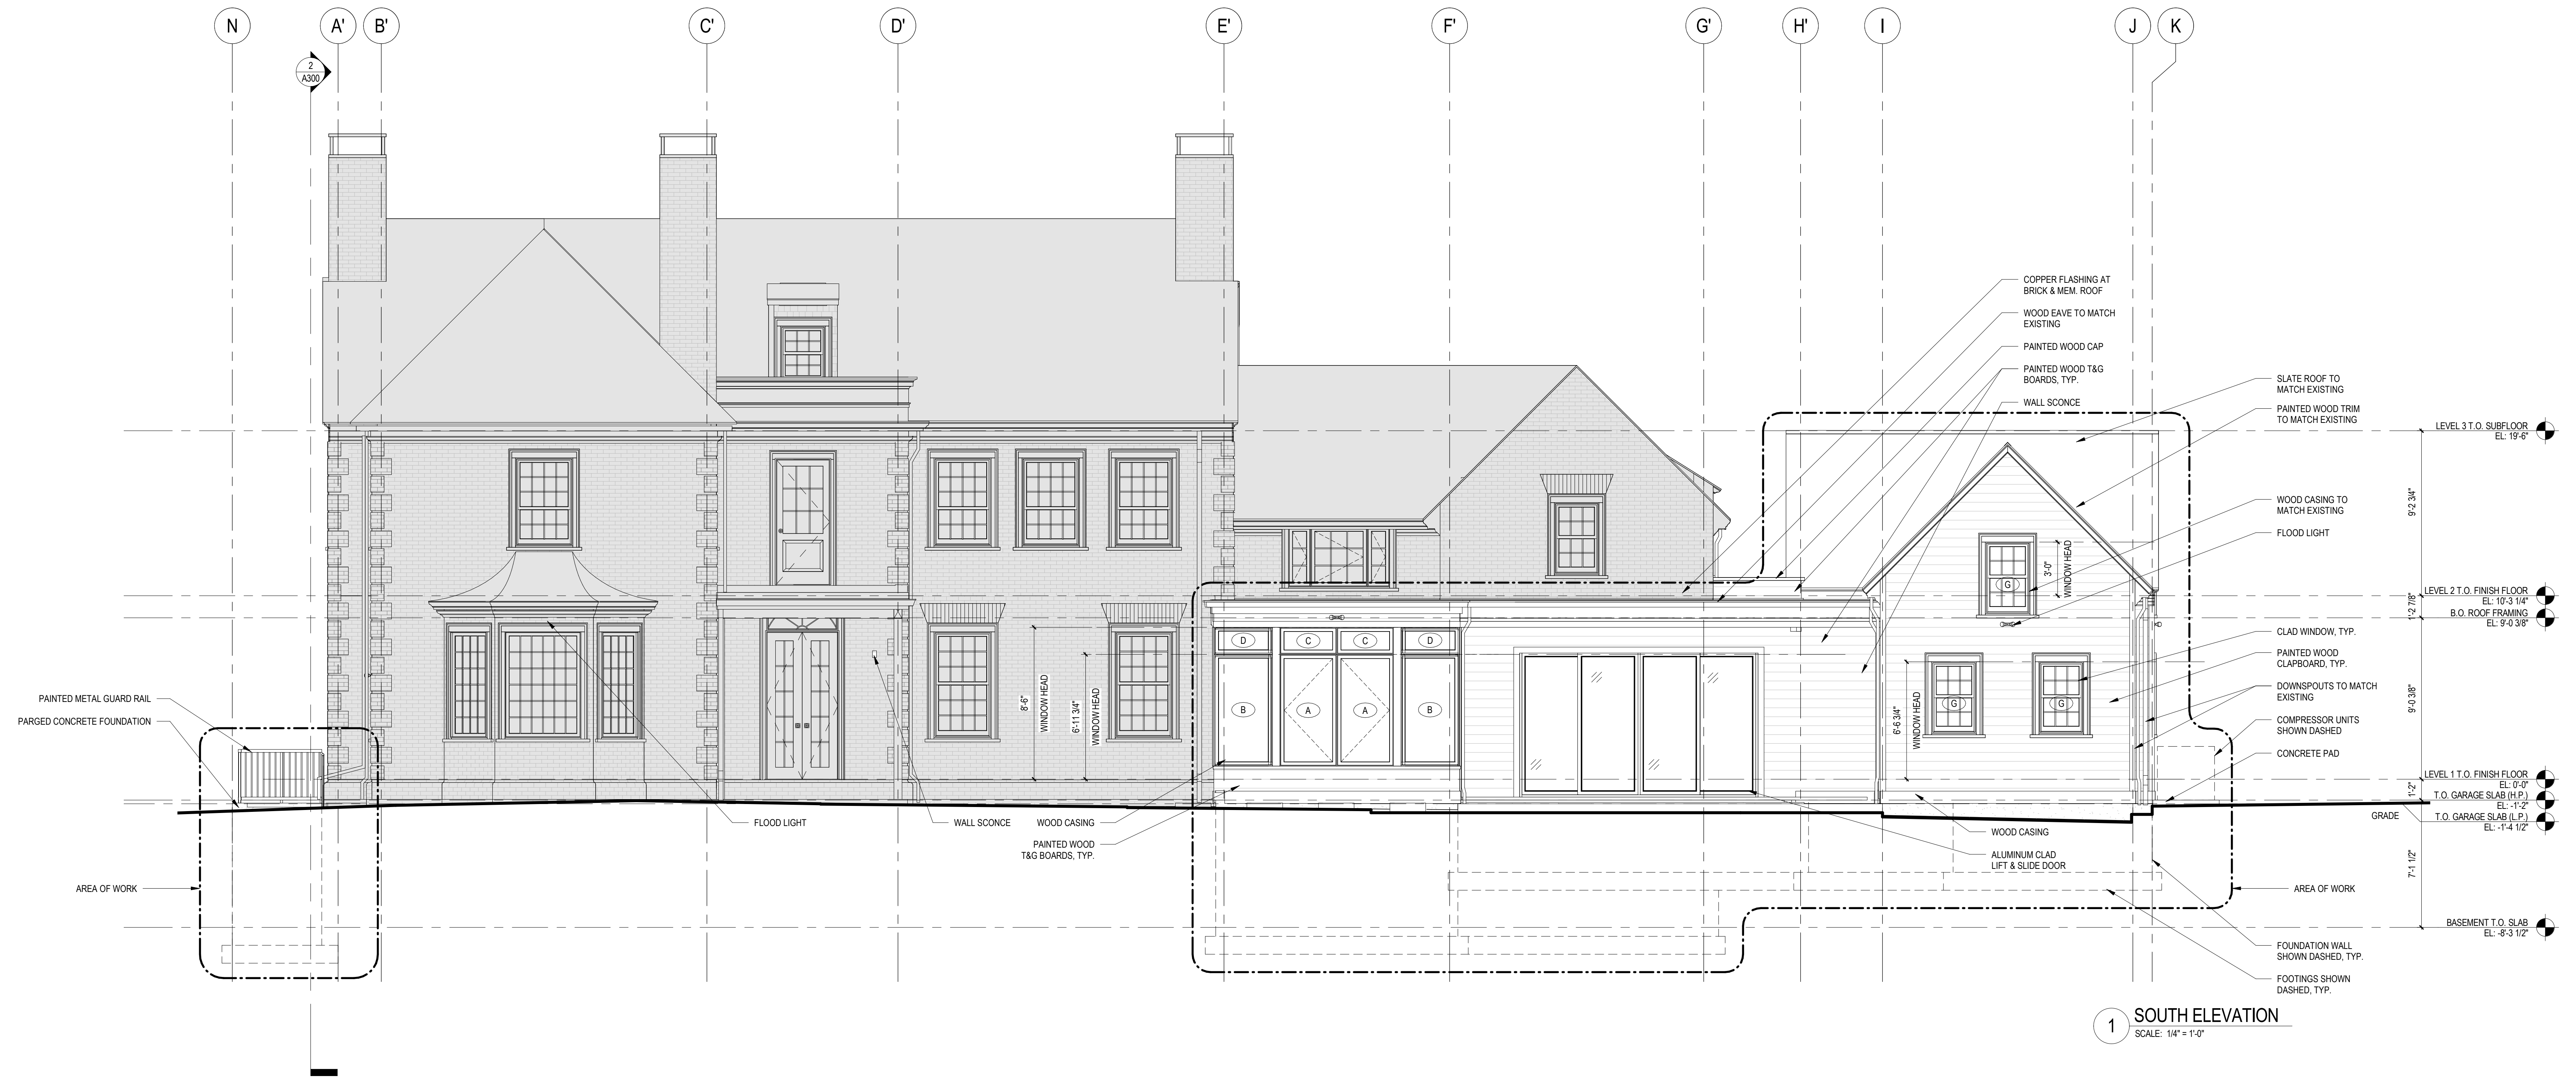 N
A'
B'
C'
D'
E'
F'
G'
H'
I
J
K
2
A300
COPPER FLASHING AT
BRICK & MEM. ROOF
WOOD EAVE TO MATCH
EXISTING
PAINTED WOOD CAP
PAINTED WOOD T&G
BOARDS, TYP.
WALL SCONCE
SLATE ROOF TO
MATCH EXISTING
PAINTED WOOD TRIM
TO MATCH EXISTING
WOOD CASING TO
MATCH EXISTING
FLOOD LIGHT
CLAD WINDOW, TYP.
PAINTED WOOD
CLAPBOARD, TYP.
DOWNSPOUTS TO MATCH
EXISTING
COMPRESSOR UNITS
SHOWN DASHED
CONCRETE PAD
LEVEL 3 T.O. SUBFLOOR
EL: 19'-6"
9'-2 3/4"
LEVEL 2 T.O. FINISH FLOOR
EL: 10'-3 1/4"
1'-2 7/8"
B.O. ROOF FRAMING
EL: 9'-0 3/8"
9'-0 3/8"
LEVEL 1 T.O. FINISH FLOOR
EL: 0'-0"
1'-2"
T.O. GARAGE SLAB (H.P.)
EL: -1'-2"
T.O. GARAGE SLAB (L.P.)
EL: -1'-4 1/2"
GRADE
7'-1 1/2"
BASEMENT T.O. SLAB
EL: -8'-3 1/2"
3'-0"
WINDOW HEAD
G
G
G
6'-6 3/4"
WINDOW HEAD
8'-6"
WINDOW HEAD
6'-11 3/4"
WINDOW HEAD
D
C
C
D
B
A
A
B
PAINTED METAL GUARD RAIL
PARGED CONCRETE FOUNDATION
AREA OF WORK
FLOOD LIGHT
WALL SCONCE
WOOD CASING
PAINTED WOOD
T&G BOARDS, TYP.
WOOD CASING
ALUMINUM CLAD
LIFT & SLIDE DOOR
AREA OF WORK
FOUNDATION WALL
SHOWN DASHED, TYP.
FOOTINGS SHOWN
DASHED, TYP.
1
SOUTH ELEVATION
SCALE: 1/4" = 1'-0"